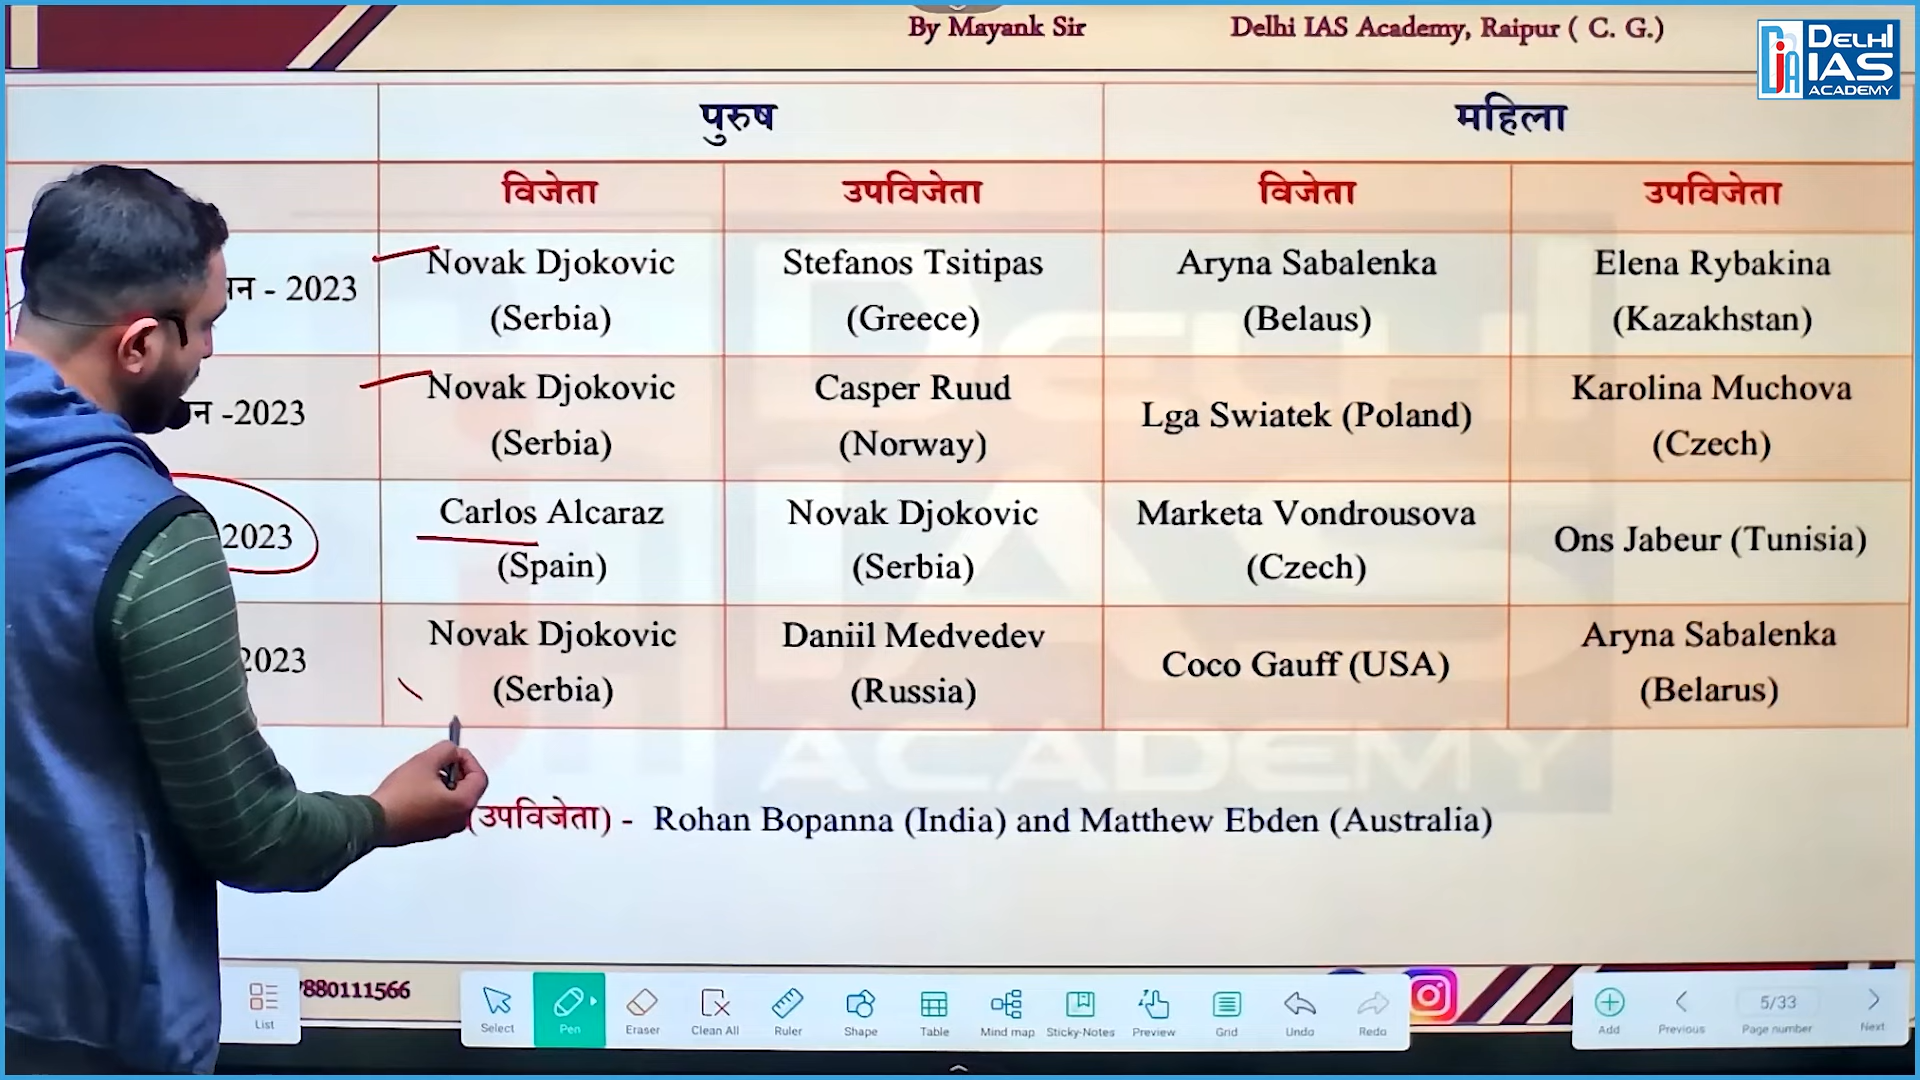 By Mayank Sir
Delhi IAS Academy, Raipur ( C. G.)
DELHI
IAS
ACADEMY
पुरुष
महिला
विजेता
उपविजेता
विजेता
उपविजेता
- 2023
Novak Djokovic
(Serbia)
Stefanos Tsitipas
(Greece)
Aryna Sabalenka
(Belaus)
Elena Rybakina
(Kazakhstan)
-2023
Novak Djokovic
(Serbia)
Casper Ruud
(Norway)
Lga Swiatek (Poland)
Karolina Muchova
(Czech)
2023
Carlos Alcaraz
(Spain)
Novak Djokovic
(Serbia)
Marketa Vondrousova
(Czech)
Ons Jabeur (Tunisia)
2023
Novak Djokovic
(Serbia)
Daniil Medvedev
(Russia)
Coco Gauff (USA)
Aryna Sabalenka
(Belarus)
(उपविजेता) - Rohan Bopanna (India) and Matthew Ebden (Australia)
DELHI
IAS
ACADEMY
880111566
List
Select
Pen
Eraser
Clean All
Ruler
Shape
Table
Mind map
Sticky-Notes
Preview
Grid
Undo
Redo
Add
Previous
5/33
Page number
Next